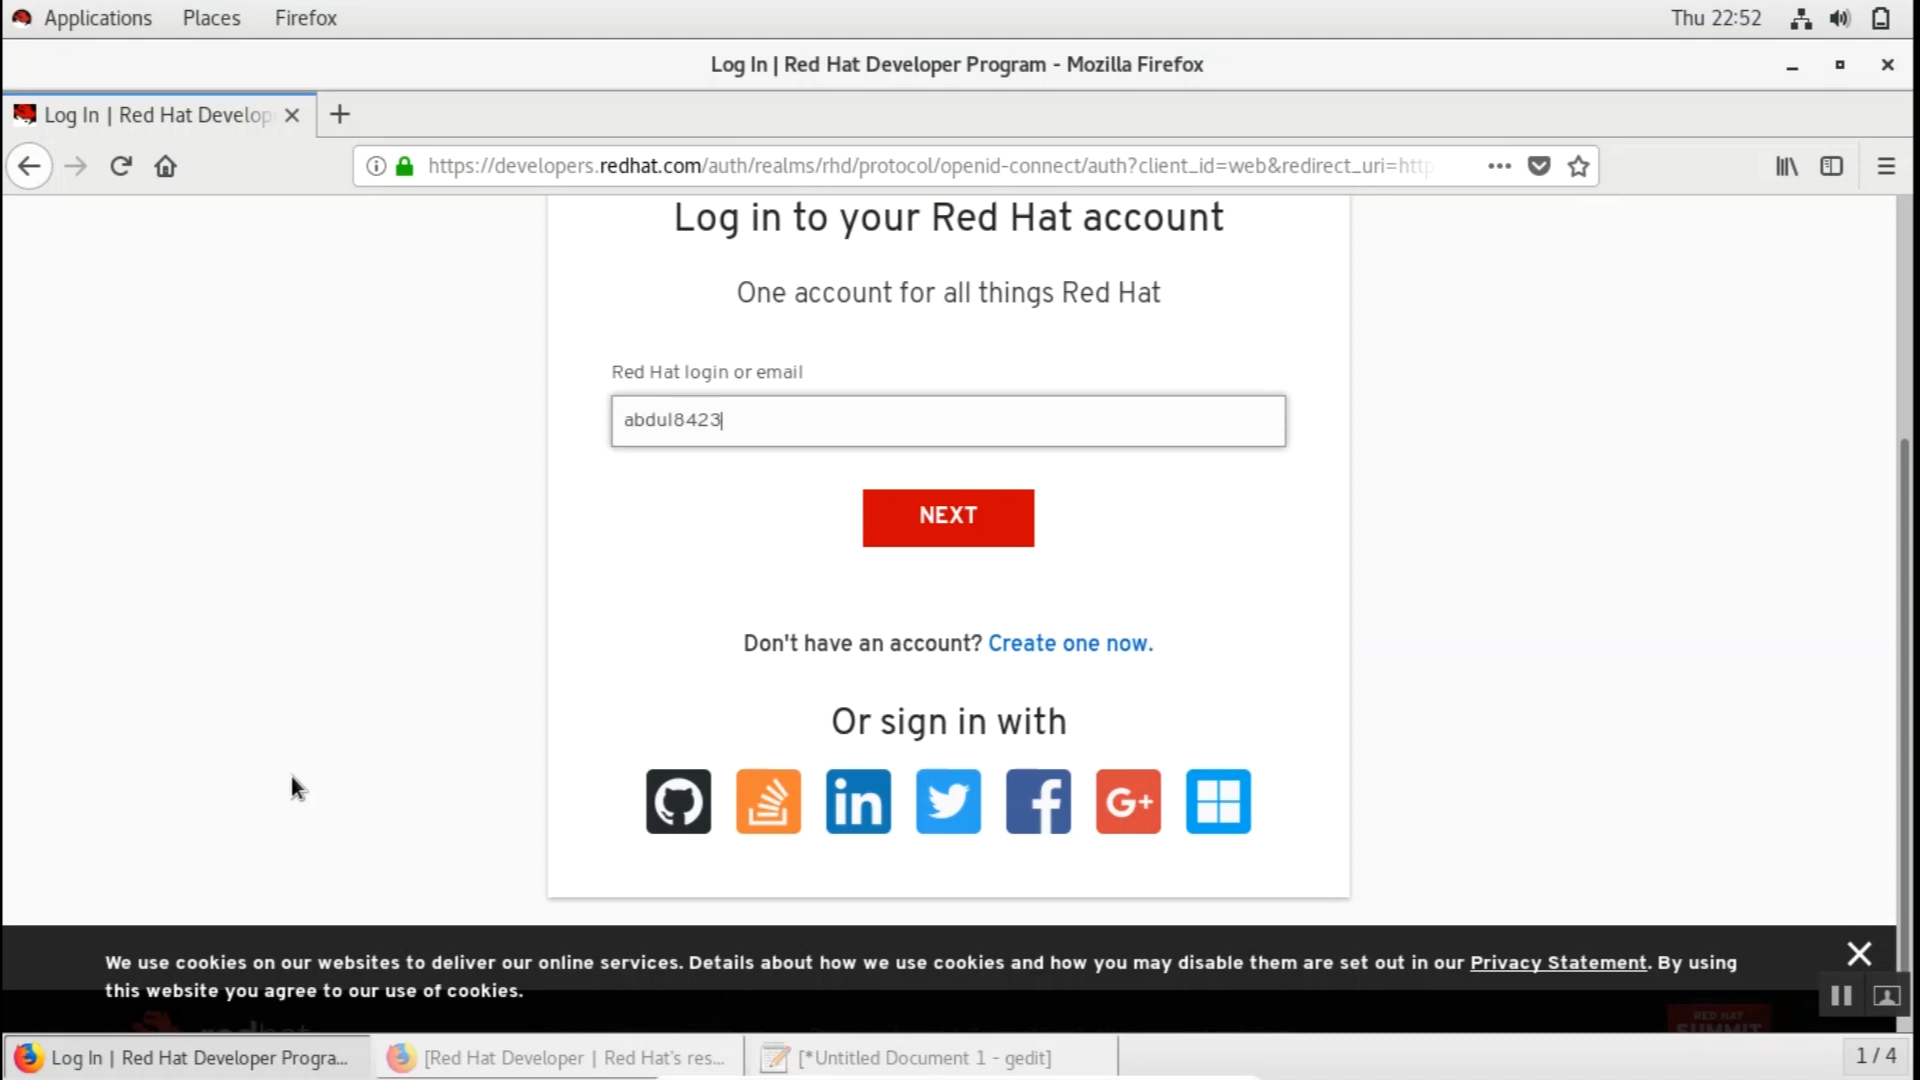 Applications Places Firefox Thu 22:52
Log In | Red Hat Developer Program - Mozilla Firefox
Log In | Red Hat Develop
https://developers.redhat.com/auth/realms/rhd/protocol/openid-connect/auth?client_id=web&redirect_uri=http
Log in to your Red Hat account
One account for all things Red Hat
Red Hat login or email
abdul8423
NEXT
Don't have an account? Create one now.
Or sign in with
in G+
We use cookies on our websites to deliver our online services. Details about how we use cookies and how you may disable them are set out in our Privacy Statement. By using
this website you agree to our use of cookies.
redhat
RED HAT
SUMMIT
Log In | Red Hat Developer Progra... [Red Hat Developer | Red Hat's res... [*Untitled Document 1 - gedit] 1 / 4